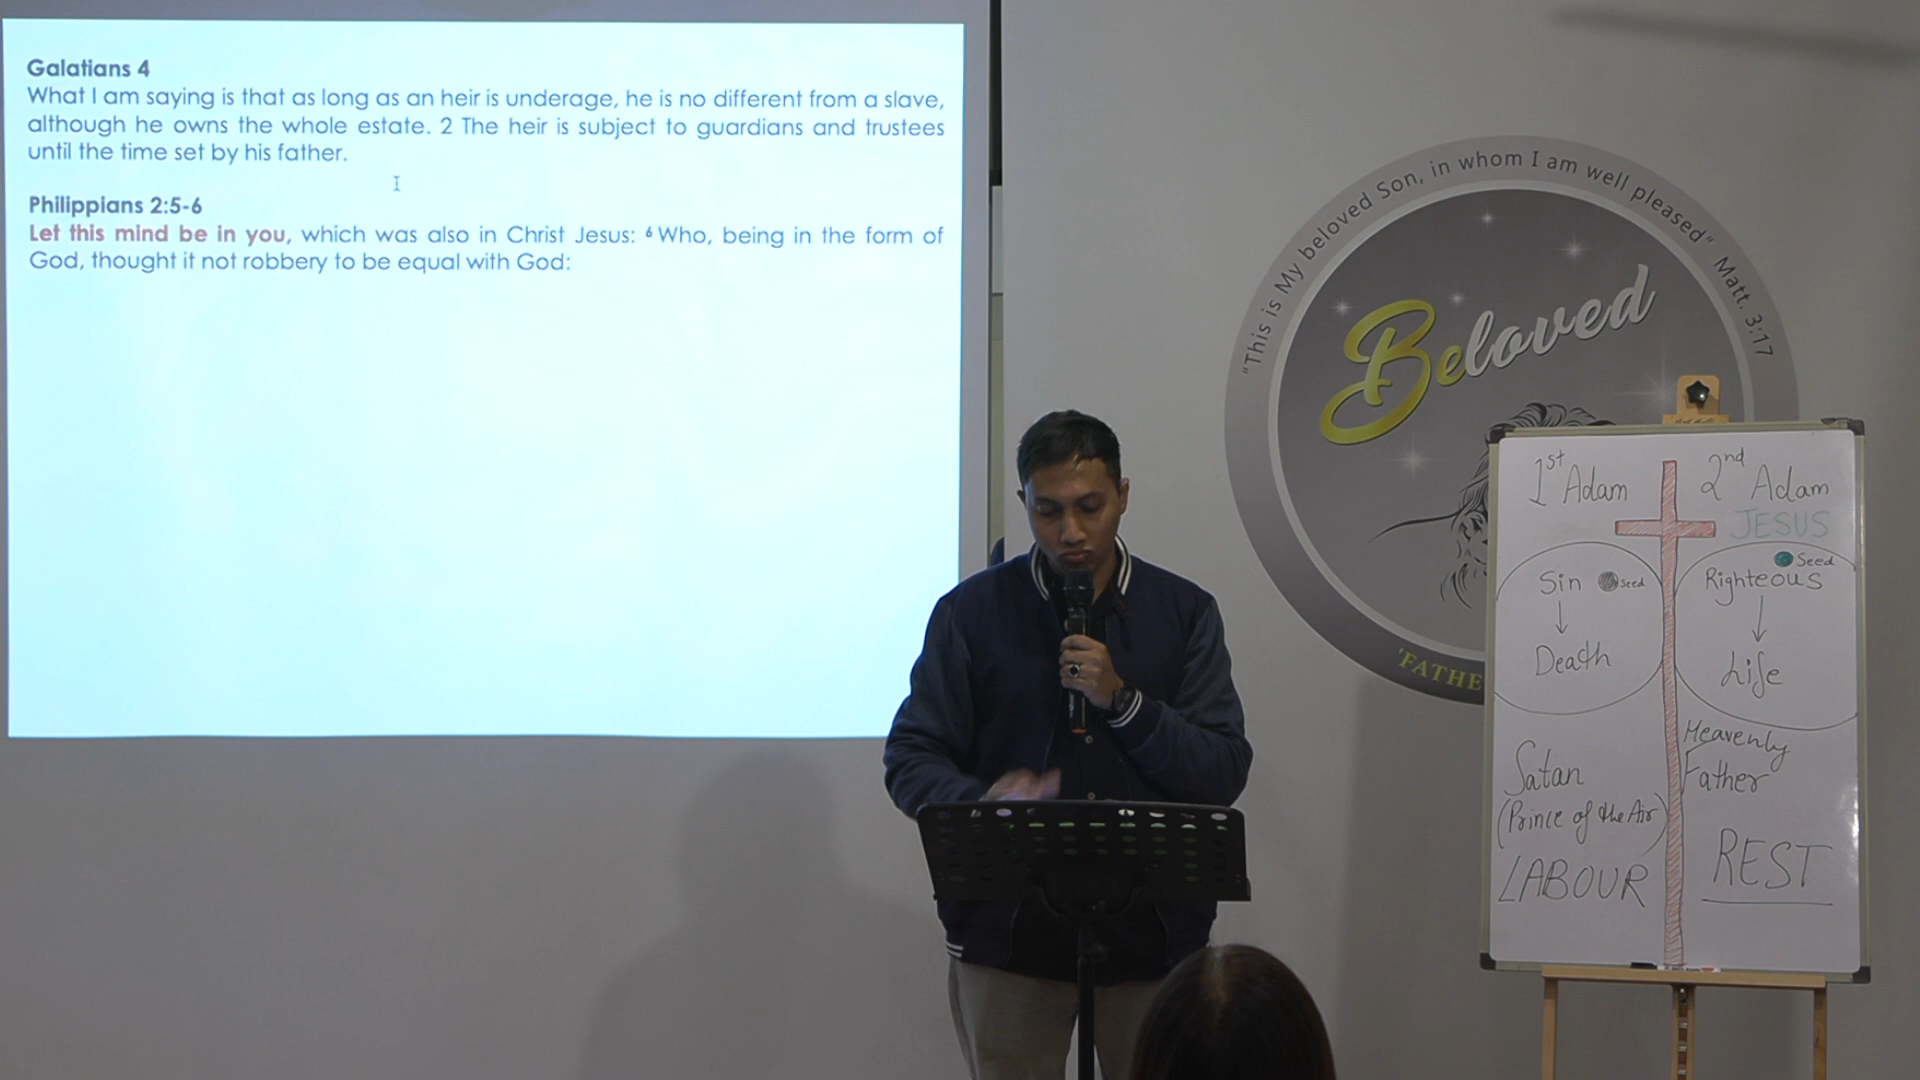 Galatians 4
What I am saying is that as long as an heir is underage, he is no different from a slave,
although he owns the whole estate. 2 The heir is subject to guardians and trustees
until the time set by his father.
Philippians 2:5-6
Let this mind be in you, which was also in Christ Jesus: ⁶ Who, being in the form of
God, thought it not robbery to be equal with God:
"This is My beloved Son, in whom I am well pleased" Matt. 3:17
Beloved
'FATHE
1st Adam
2nd Adam
JESUS
Sin Seed
Death
Seed
Righteous
Life
Satan
(Prince of the Air)
LABOUR
Heavenly
Father
REST